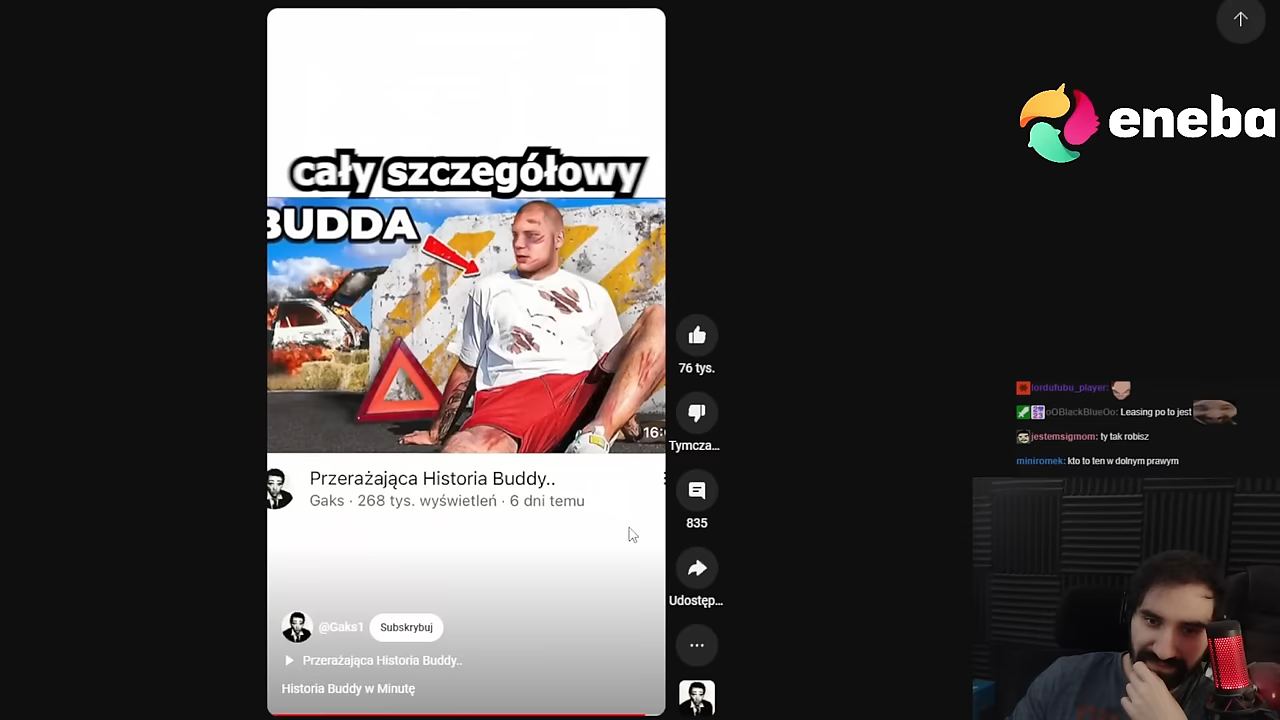 cały szczegółowy
BUDDA
16:
Przerażająca Historia Buddy..
Gaks · 268 tys. wyświetleń · 6 dni temu
@Gaks1
Subskrybuj
Przerażająca Historia Buddy..
Historia Buddy w Minutę
76 tys.
Tymcza...
835
Udostęp...
eneba
lordufubu_player:
oOBlackBlueOo: Leasing po to jest
jestemsigmom: ty tak robisz
miniromek: kto to ten w dolnym prawym